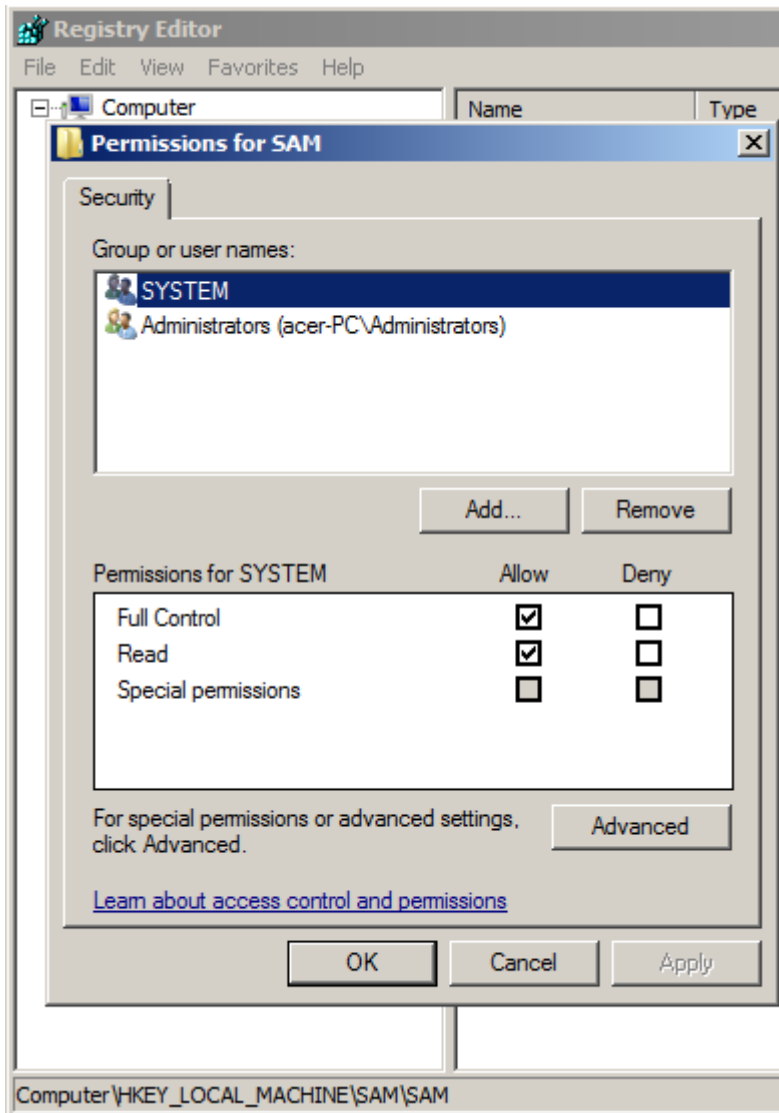 Registry Editor
File Edit View Favorites Help
Computer
Name Type
Permissions for SAM
Security
Group or user names:
SYSTEM
Administrators (acer-PC\Administrators)
Add... Remove
Permissions for SYSTEM Allow Deny
Full Control
Read
Special permissions
For special permissions or advanced settings,
click Advanced.
Advanced
Learn about access control and permissions
OK Cancel Apply
Computer\HKEY_LOCAL_MACHINE\SAM\SAM